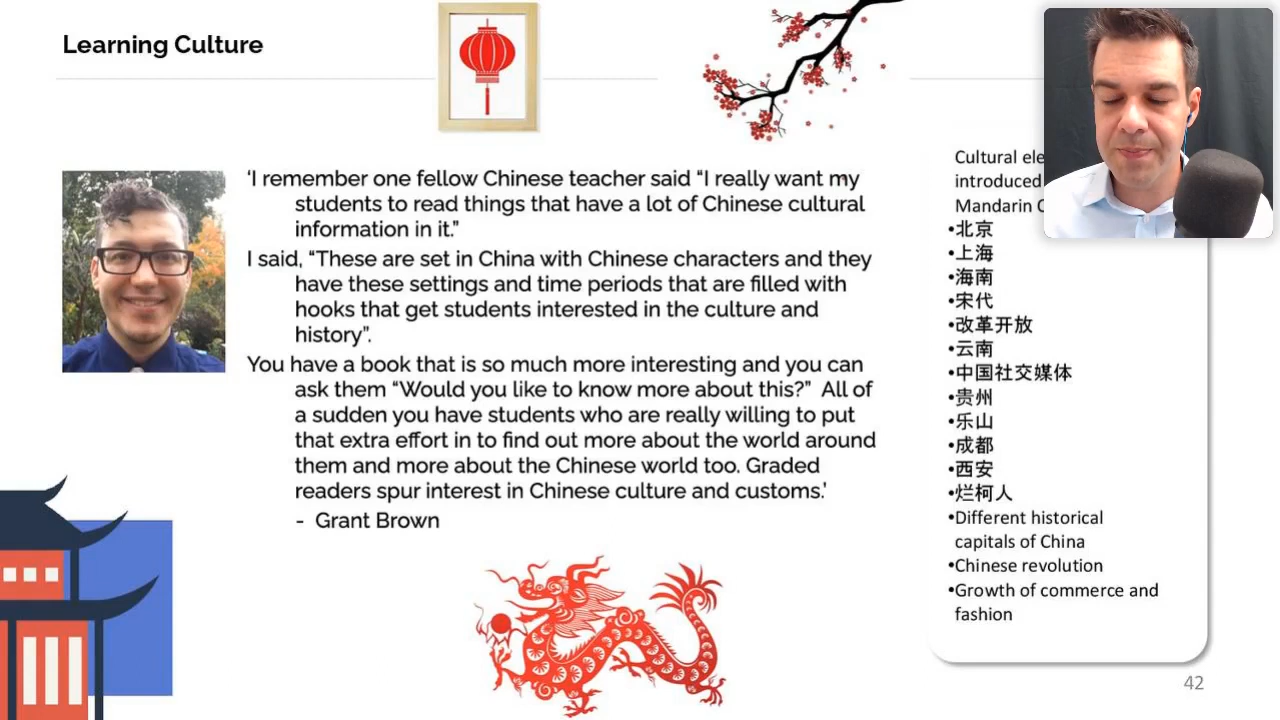 Learning Culture
‘I remember one fellow Chinese teacher said “I really want my
students to read things that have a lot of Chinese cultural
information in it.”
I said, “These are set in China with Chinese characters and they
have these settings and time periods that are filled with
hooks that get students interested in the culture and
history”.
You have a book that is so much more interesting and you can
ask them “Would you like to know more about this?” All of
a sudden you have students who are really willing to put
that extra effort in to find out more about the world around
them and more about the Chinese world too. Graded
readers spur interest in Chinese culture and customs.’
- Grant Brown
Cultural
introduced
Mandarin
•北京
•上海
•海南
•宋代
•改革开放
•云南
•中国社交媒体
•贵州
•乐山
•成都
•西安
•烂柯人
•Different historical
capitals of China
•Chinese revolution
•Growth of commerce and
fashion
42